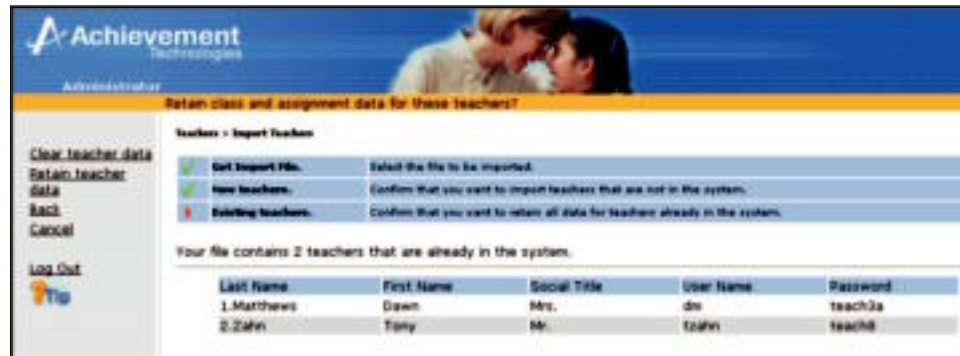 Achievement
Technologies
Administrator
Retain class and assignment data for these teachers?
Teachers > Import Teachers
Clear teacher data
Retain teacher
data
Back
Cancel
Log Out
Tip
Get Import File. Select the file to be imported.
New teachers. Confirm that you want to import teachers that are not in the system.
Existing teachers. Confirm that you want to retain all data for teachers already in the system.
Your file contains 2 teachers that are already in the system.
Last Name First Name Social Title User Name Password
1.Matthews Dawn Mrs. dm teach3a
2.Zahn Tony Mr. tzahn teach8